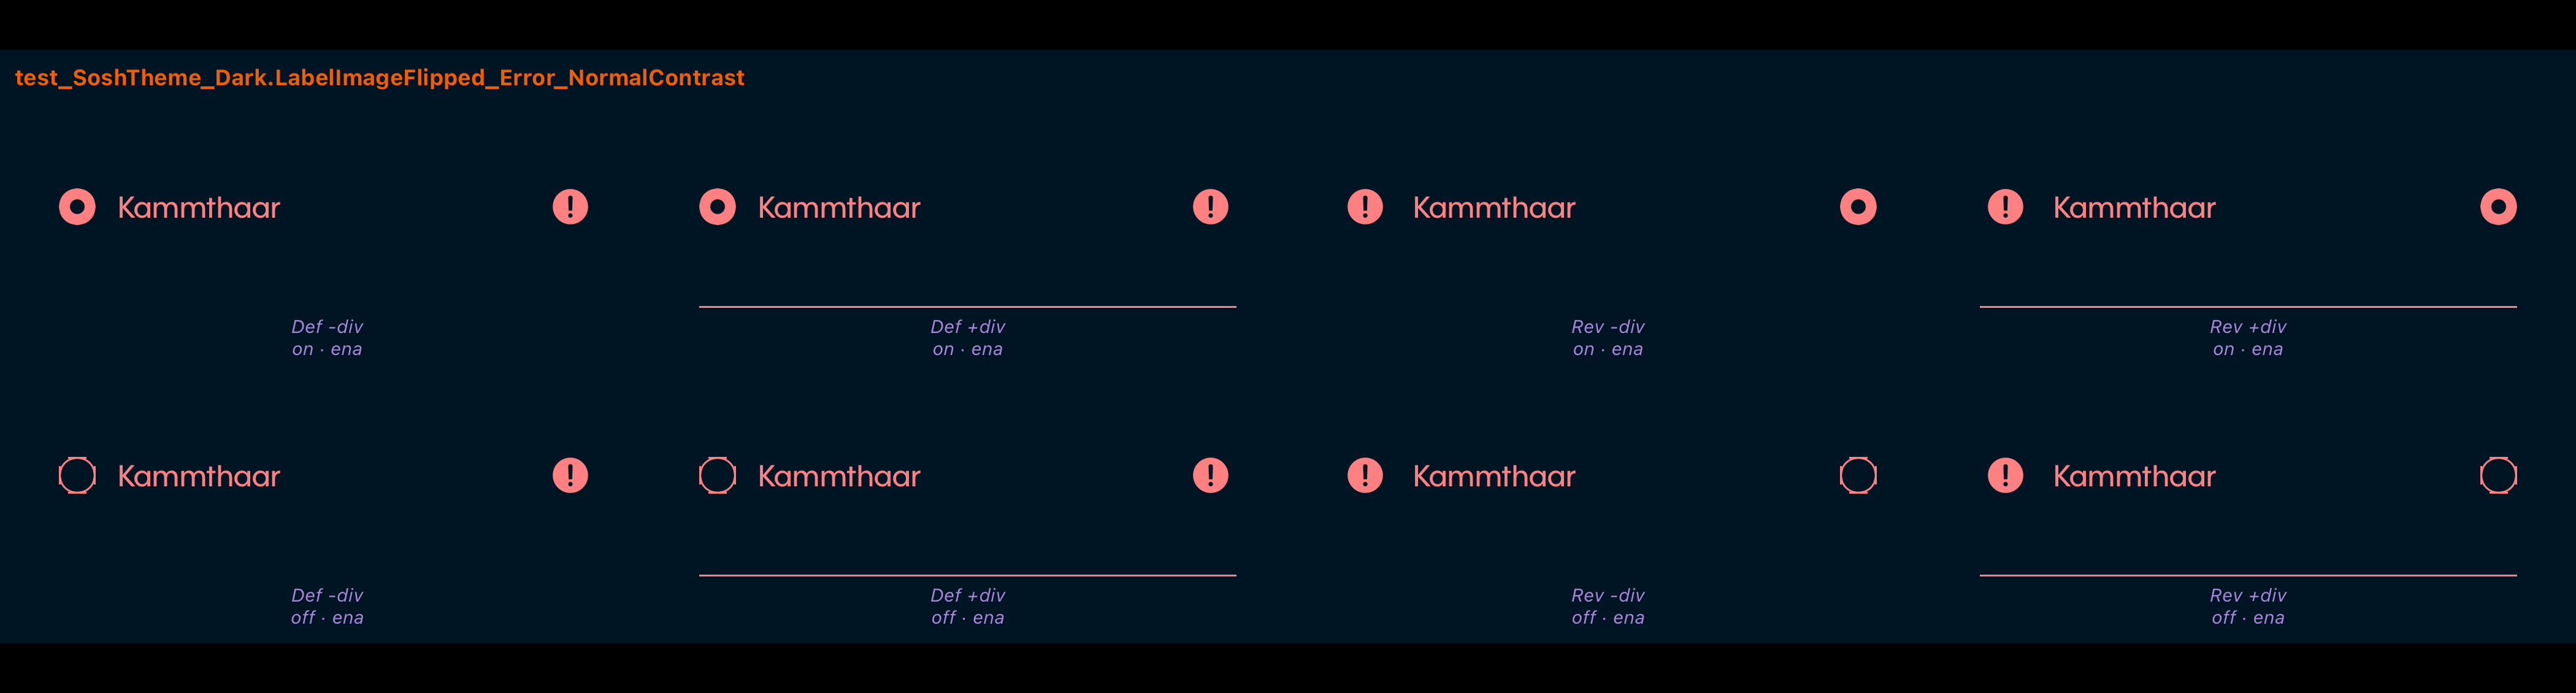 test_SoshTheme_Dark.LabelImageFlipped_Error_NormalContrast
Kammthaar
Kammthaar
Kammthaar
Kammthaar
Def -div
on · ena
Def +div
on · ena
Rev -div
on · ena
Rev +div
on · ena
Kammthaar
Kammthaar
Kammthaar
Kammthaar
Def -div
off · ena
Def +div
off · ena
Rev -div
off · ena
Rev +div
off · ena